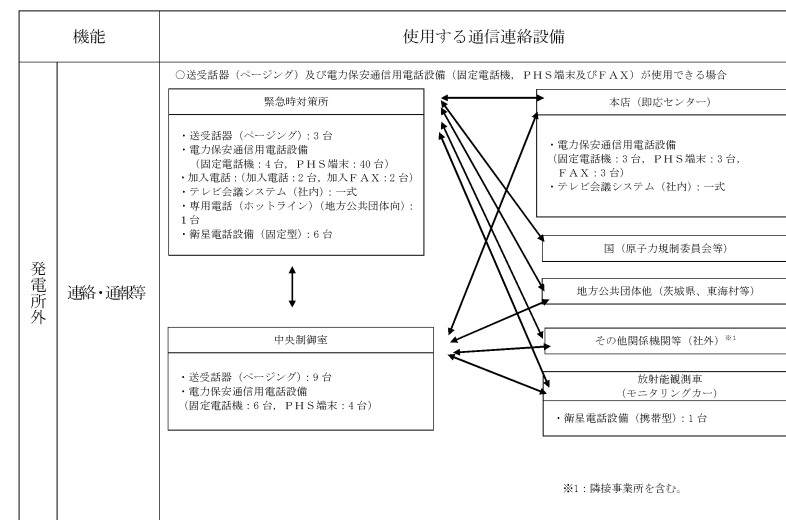 機能
使用する通信連絡設備
発電所外
連絡・通報等
○送受話器（ページング）及び電力保安通信用電話設備（固定電話機，ＰＨＳ端末及びＦＡＸ）が使用できる場合
緊急時対策所
・送受話器（ページング）：3 台
・電力保安通信用電話設備
（固定電話機：4 台，ＰＨＳ端末：40 台）
・加入電話：（加入電話：2 台，加入ＦＡＸ：2 台）
・テレビ会議システム（社内）：一式
・専用電話（ホットライン）（地方公共団体向）：
1 台
・衛星電話設備（固定型）：6 台
中央制御室
・送受話器（ページング）：9 台
・電力保安通信用電話設備
（固定電話機：6 台，ＰＨＳ端末：4 台）
本店（即応センター）
・電力保安通信用電話設備
（固定電話機：3 台，ＰＨＳ端末：3 台，
ＦＡＸ：3 台）
・テレビ会議システム（社内）：一式
国（原子力規制委員会等）
地方公共団体他（茨城県、東海村等）
その他関係機関等（社外）※1
放射能観測車
（モニタリングカー）
・衛星電話設備（携帯型）：1 台
※1：隣接事業所を含む。